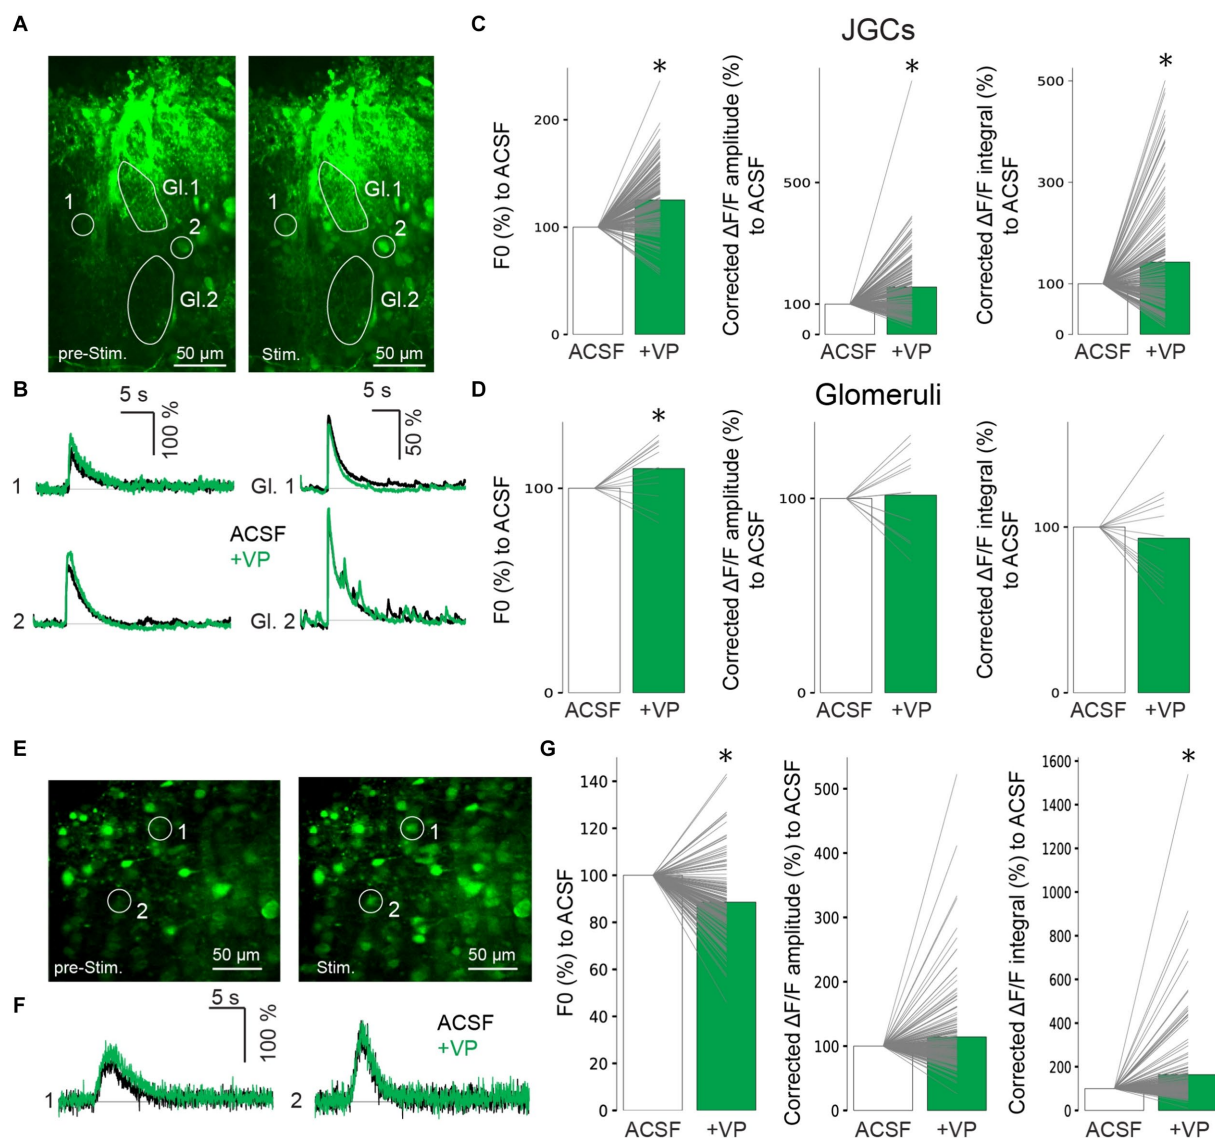 A
1
Gl.1
2
Gl.2
pre-Stim.
50 µm
1
Gl.1
2
Gl.2
Stim.
50 µm
B
5 s
100 %
5 s
50 %
1
Gl. 1
ACSF
+VP
2
Gl. 2
C
JGCs
F0 (%) to ACSF
200
100
0
*
ACSF
+VP
Corrected ΔF/F amplitude (%)
to ACSF
500
100
0
*
ACSF
+VP
Corrected ΔF/F integral (%)
to ACSF
500
300
100
0
*
ACSF
+VP
D
Glomeruli
F0 (%) to ACSF
100
0
*
ACSF
+VP
Corrected ΔF/F amplitude (%)
to ACSF
100
0
ACSF
+VP
Corrected ΔF/F integral (%)
to ACSF
100
0
ACSF
+VP
E
1
2
pre-Stim.
50 µm
1
2
Stim.
50 µm
F
5 s
100 %
ACSF
+VP
1
2
G
F0 (%) to ACSF
140
120
100
80
60
40
20
0
*
ACSF
+VP
Corrected ΔF/F amplitude (%) to ACSF
500
400
300
200
100
0
ACSF
+VP
Corrected ΔF/F integral (%) to ACSF
1600
1400
1200
1000
800
600
400
200
0
*
ACSF
+VP